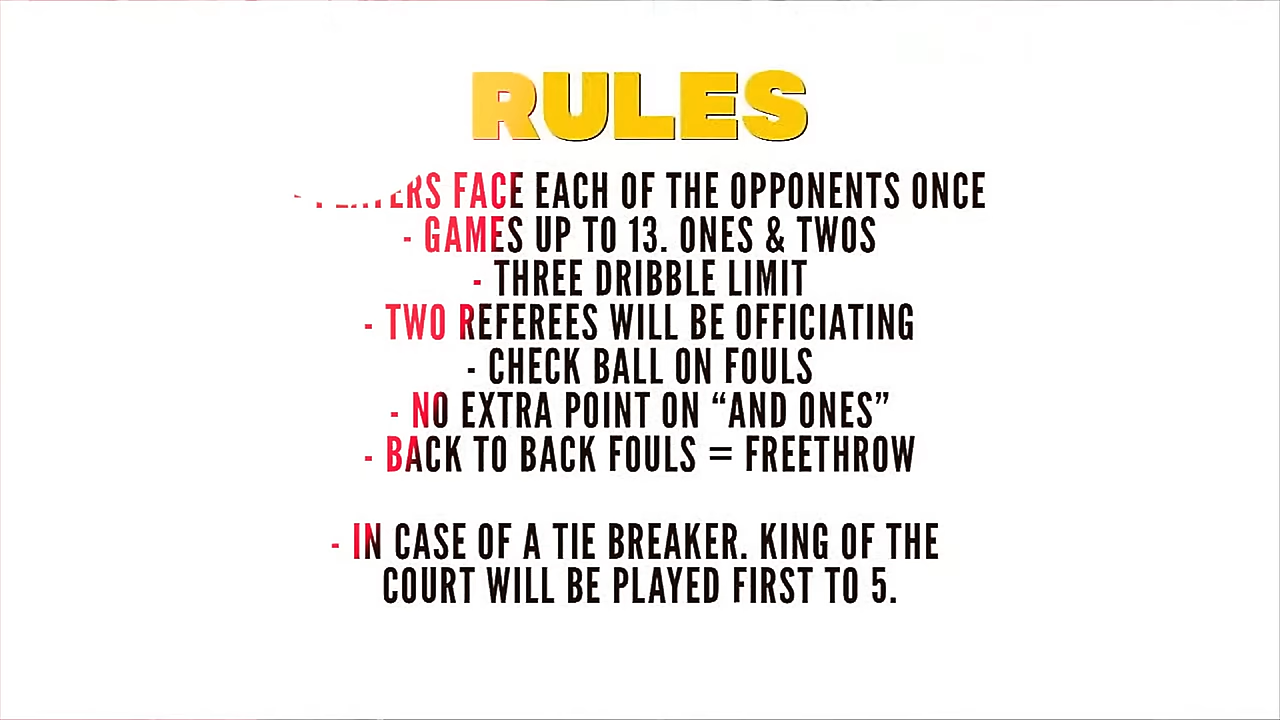 RULES
- PLAYERS FACE EACH OF THE OPPONENTS ONCE
- GAMES UP TO 13. ONES & TWOS
- THREE DRIBBLE LIMIT
- TWO REFEREES WILL BE OFFICIATING
- CHECK BALL ON FOULS
- NO EXTRA POINT ON “AND ONES”
- BACK TO BACK FOULS = FREETHROW
- IN CASE OF A TIE BREAKER. KING OF THE
COURT WILL BE PLAYED FIRST TO 5.